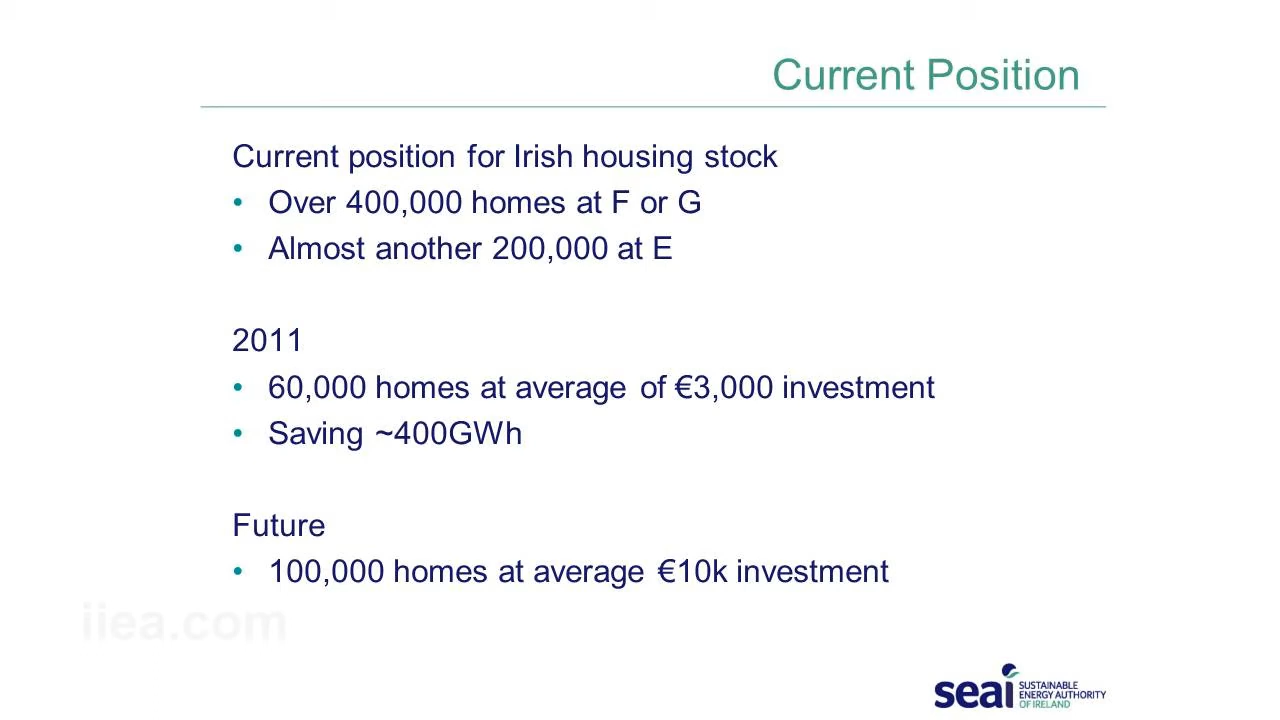 Current Position
Current position for Irish housing stock
• Over 400,000 homes at F or G
• Almost another 200,000 at E
2011
• 60,000 homes at average of €3,000 investment
• Saving ~400GWh
Future
• 100,000 homes at average €10k investment
iiea.com
seai SUSTAINABLE
ENERGY AUTHORITY
OF IRELAND